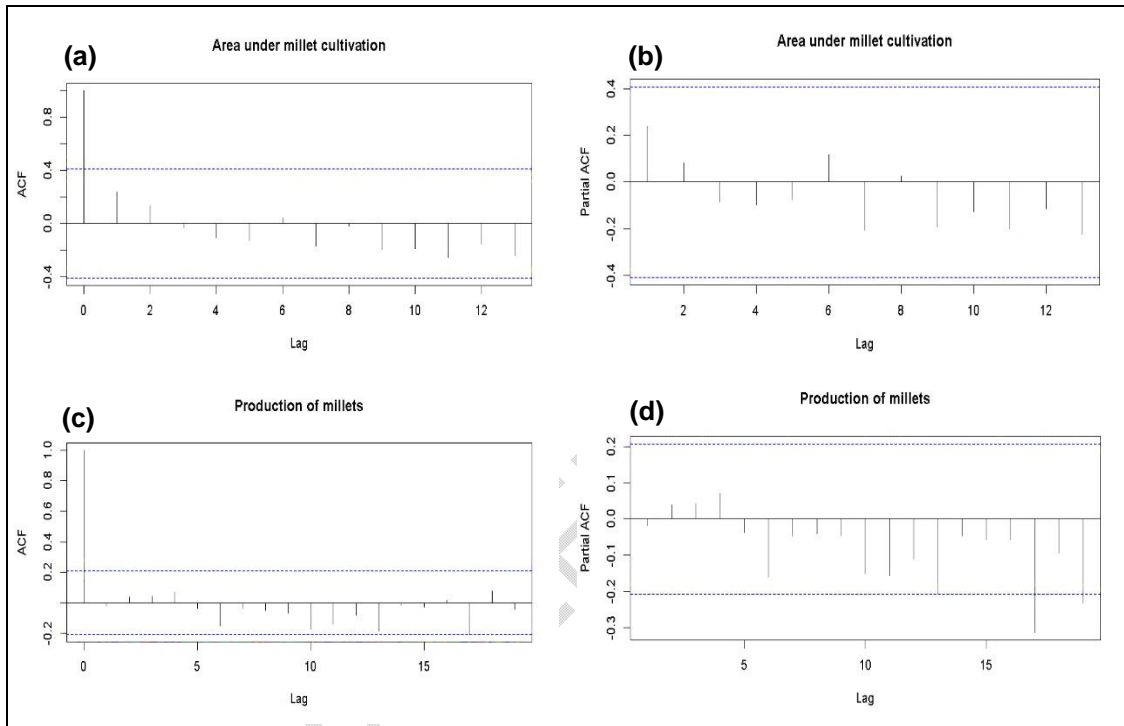 (a)
Area under millet cultivation
ACF
0.8
0.4
0.0
-0.4
0 2 4 6 8 10 12
Lag
(b)
Area under millet cultivation
Partial ACF
0.4
0.2
0.0
-0.2
-0.4
2 4 6 8 10 12
Lag
(c)
Production of millets
ACF
1.0
0.8
0.6
0.4
0.2
-0.2
0 5 10 15
Lag
(d)
Production of millets
Partial ACF
0.2
0.1
0.0
-0.1
-0.2
-0.3
5 10 15
Lag